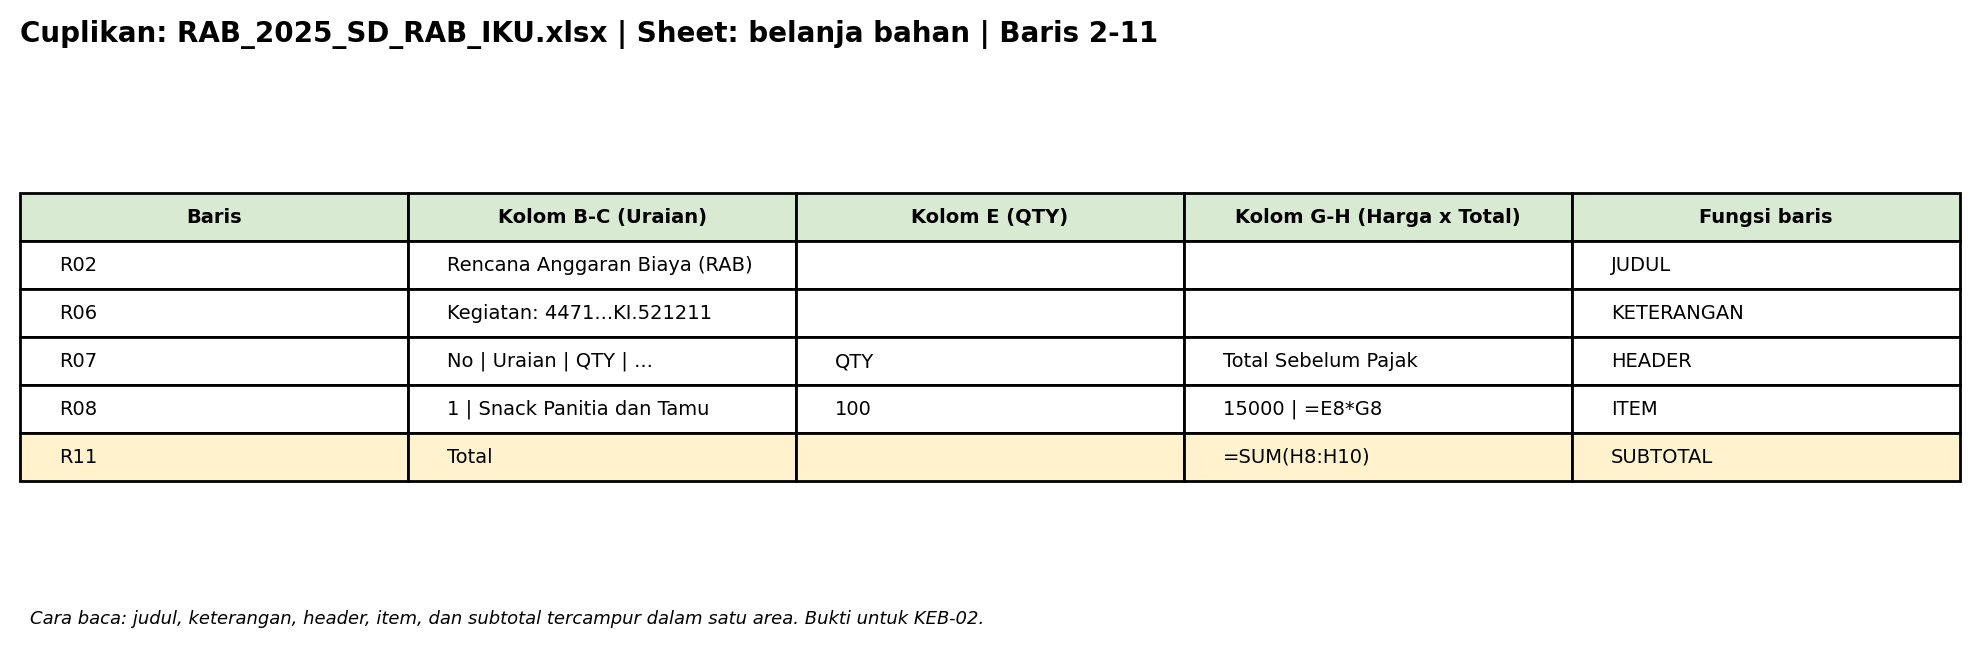 Cuplikan: RAB_2025_SD_RAB_IKU.xlsx | Sheet: belanja bahan | Baris 2-11
Baris Kolom B-C (Uraian) Kolom E (QTY) Kolom G-H (Harga x Total) Fungsi baris
R02 Rencana Anggaran Biaya (RAB) JUDUL
R06 Kegiatan: 4471...KI.521211 KETERANGAN
R07 No | Uraian | QTY | ... QTY Total Sebelum Pajak HEADER
R08 1 | Snack Panitia dan Tamu 100 15000 | =E8*G8 ITEM
R11 Total =SUM(H8:H10) SUBTOTAL
Cara baca: judul, keterangan, header, item, dan subtotal tercampur dalam satu area. Bukti untuk KEB-02.